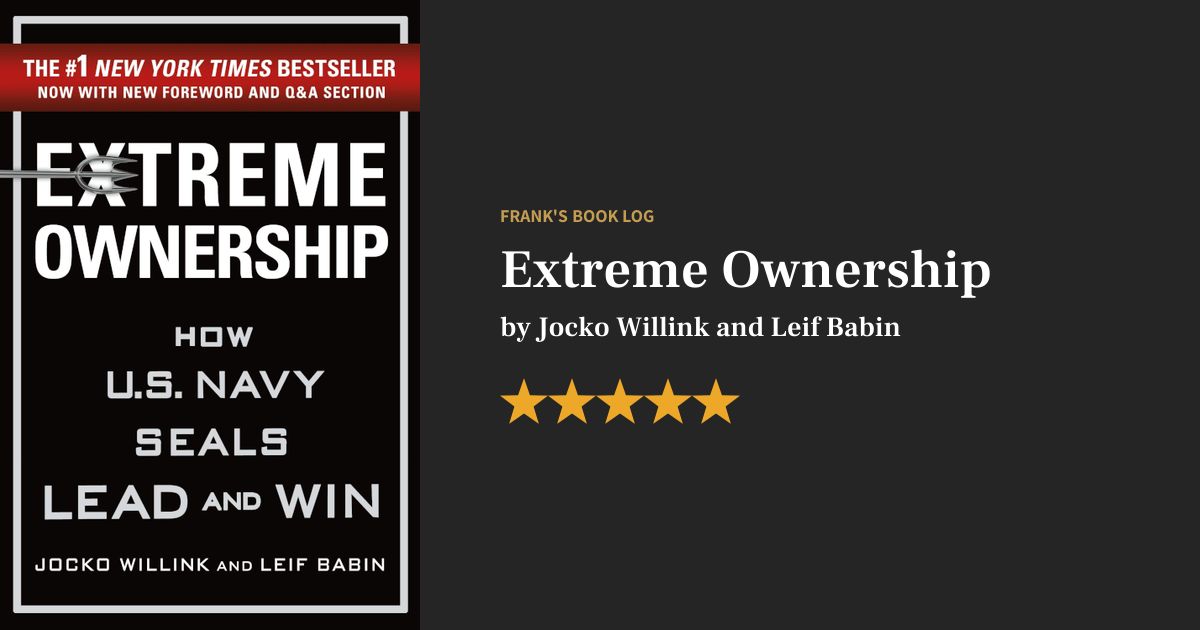 THE #1 NEW YORK TIMES BESTSELLER
NOW WITH NEW FOREWORD AND Q&A SECTION
EXTREME
OWNERSHIP
HOW
U.S. NAVY
SEALS
LEAD AND WIN
JOCKO WILLINK AND LEIF BABIN
FRANK'S BOOK LOG
Extreme Ownership
by Jocko Willink and Leif Babin